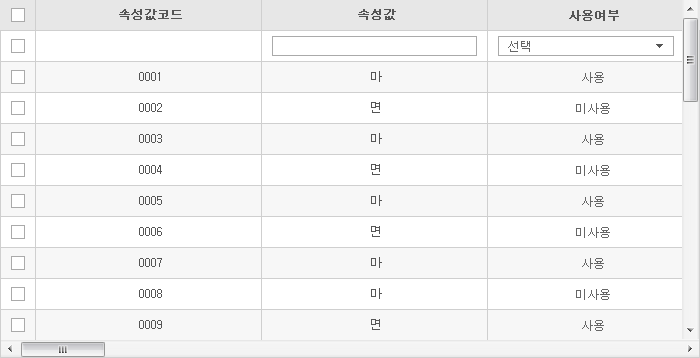 속성값코드 속성값 사용여부
선택
0001 마 사용
0002 면 미사용
0003 마 사용
0004 면 미사용
0005 마 사용
0006 면 미사용
0007 마 사용
0008 마 미사용
0009 면 사용